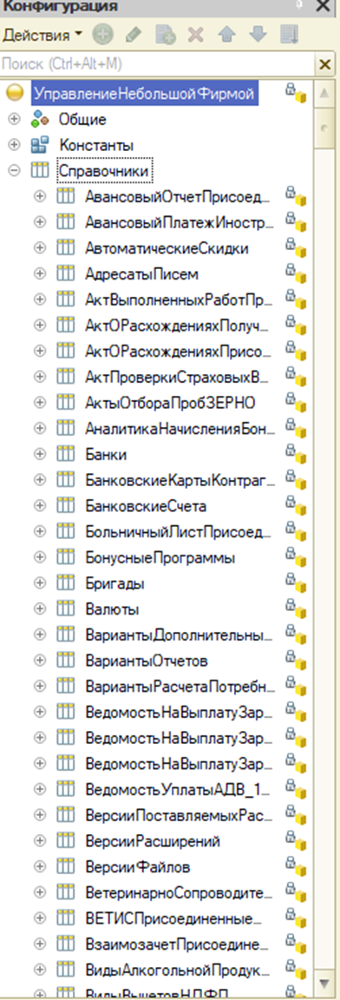 Конфигурация
Действия
Поиск (Ctrl+Alt+M)
УправлениеНебольшойФирмой
Общие
Константы
Справочники
АвансовыйОтчетПрисоед...
АвансовыйПлатежИностр...
АвтоматическиеСкидки
АдресатыПисем
АктВыполненныхРаботПр...
АктОРасхожденияхПолуч...
АктОРасхожденияхПрисо...
АктПроверкиСтраховыхВ...
АктыОтбораПробЗЕРНО
АналитикаНачисленияБон...
Банки
БанковскиеКартыКонтраг...
БанковскиеСчета
БольничныйЛистПрисоед...
БонусныеПрограммы
Бригады
Валюты
ВариантыДополнительны...
ВариантыОтчетов
ВариантыРасчетаПотребн...
ВедомостьНаВыплатуЗар...
ВедомостьНаВыплатуЗар...
ВедомостьНаВыплатуЗар...
ВедомостьУплатыАДВ_1...
ВерсииПоставляемыхРас...
ВерсииРасширений
ВерсииФайлов
ВетеринарноСопроводите...
ВЕТИСПрисоединенные...
ВзаимозачетПрисоедине...
ВидыАлкогольнойПродук...
ВидыВычетовНДФЛ